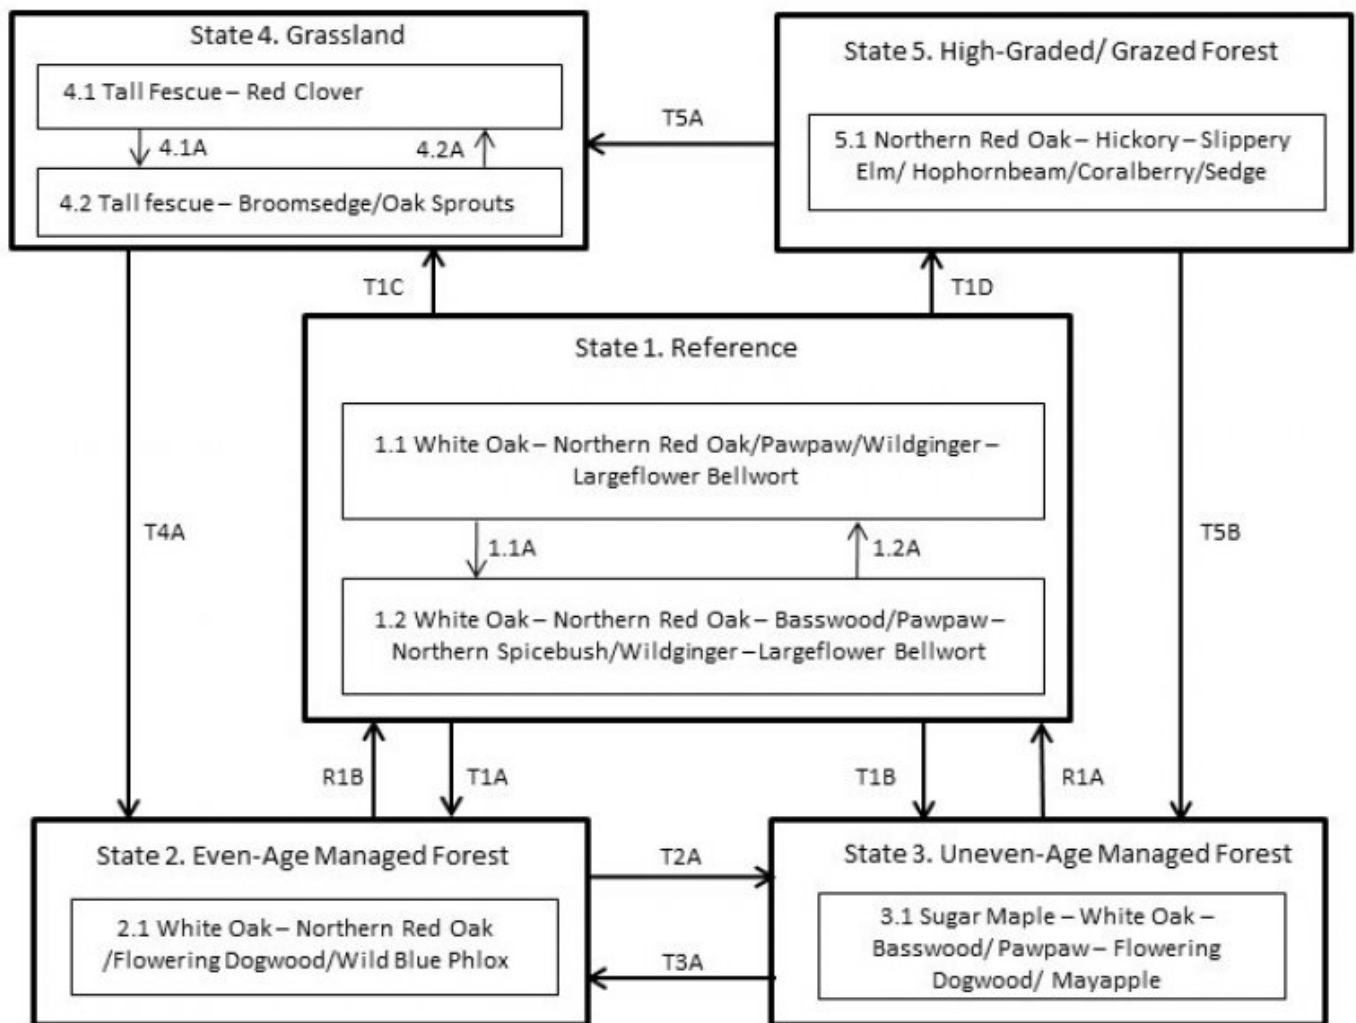 State 4. Grassland
4.1 Tall Fescue – Red Clover
4.1A
4.2A
4.2 Tall fescue – Broomsedge/Oak Sprouts
T5A
State 5. High-Graded/ Grazed Forest
5.1 Northern Red Oak – Hickory – Slippery
Elm/ Hophornbeam/Coralberry/Sedge
T1C
T1D
State 1. Reference
1.1 White Oak – Northern Red Oak/Pawpaw/Wildginger –
Largeflower Bellwort
1.1A
1.2A
1.2 White Oak – Northern Red Oak – Basswood/Pawpaw –
Northern Spicebush/Wildginger –Largeflower Bellwort
T4A
T5B
R1B
T1A
T1B
R1A
State 2. Even-Age Managed Forest
2.1 White Oak – Northern Red Oak
/Flowering Dogwood/Wild Blue Phlox
T2A
T3A
State 3. Uneven-Age Managed Forest
3.1 Sugar Maple – White Oak –
Basswood/ Pawpaw – Flowering
Dogwood/ Mayapple